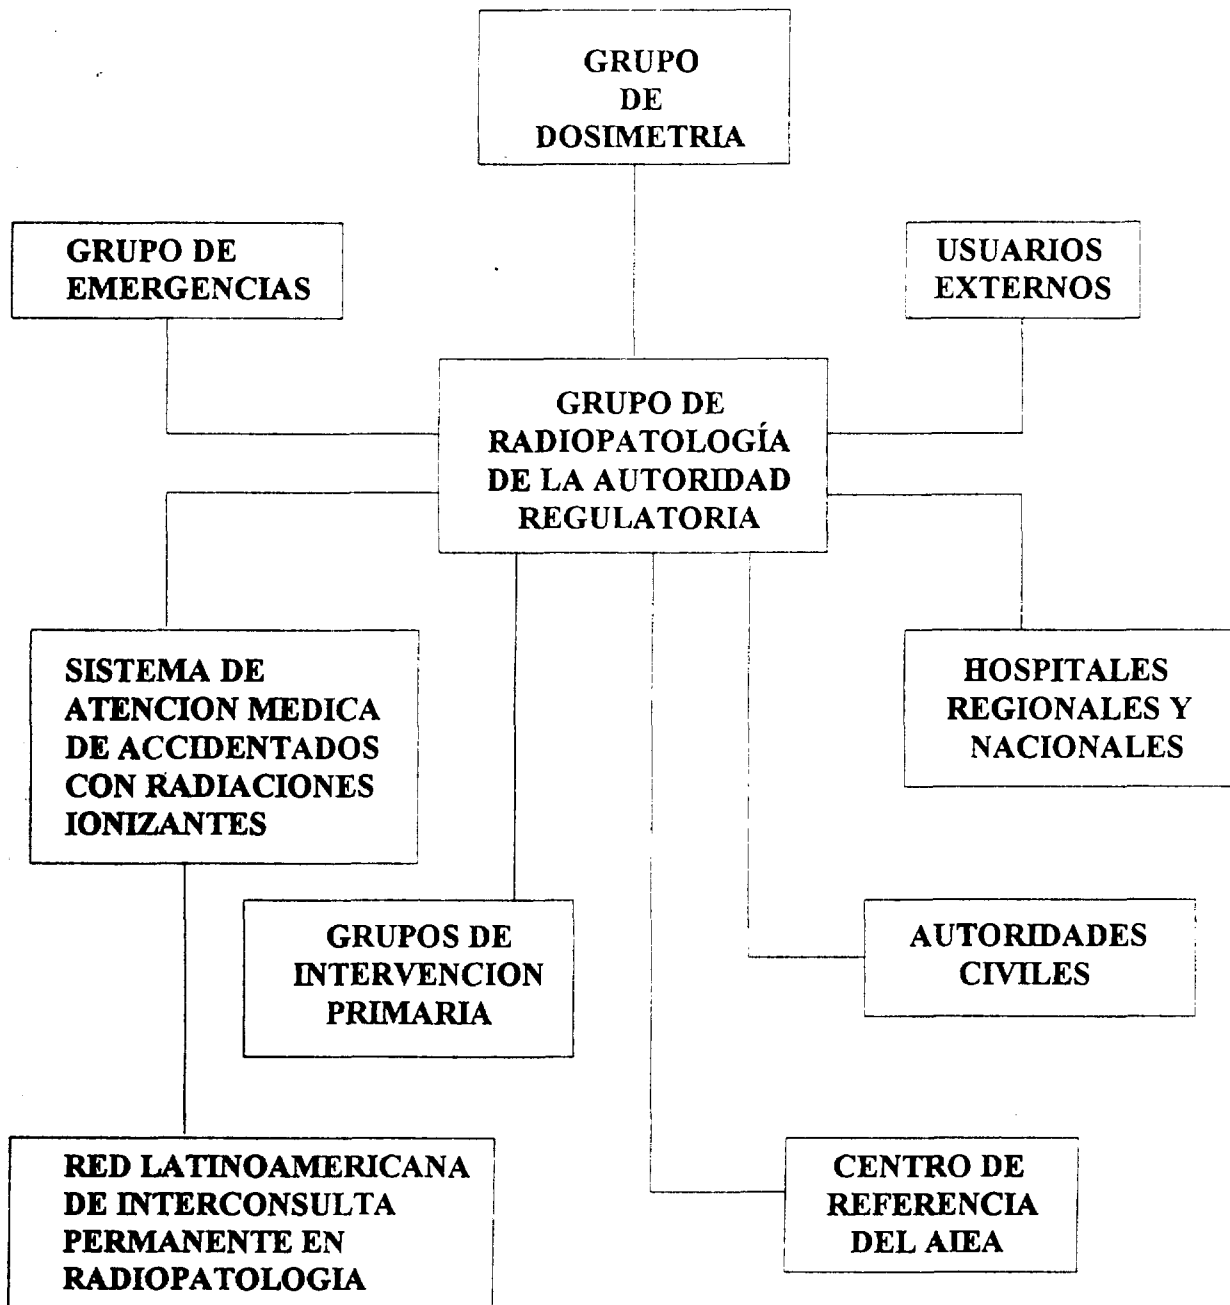 GRUPO
DE
DOSIMETRIA
GRUPO DE
EMERGENCIAS
USUARIOS
EXTERNOS
GRUPO DE
RADIOPATOLOGÍA
DE LA AUTORIDAD
REGULATORIA
SISTEMA DE
ATENCION MEDICA
DE ACCIDENTADOS
CON RADIACIONES
IONIZANTES
HOSPITALES
REGIONALES Y
NACIONALES
GRUPOS DE
INTERVENCION
PRIMARIA
AUTORIDADES
CIVILES
RED LATINOAMERICANA
DE INTERCONSULTA
PERMANENTE EN
RADIOPATOLOGIA
CENTRO DE
REFERENCIA
DEL AIEA